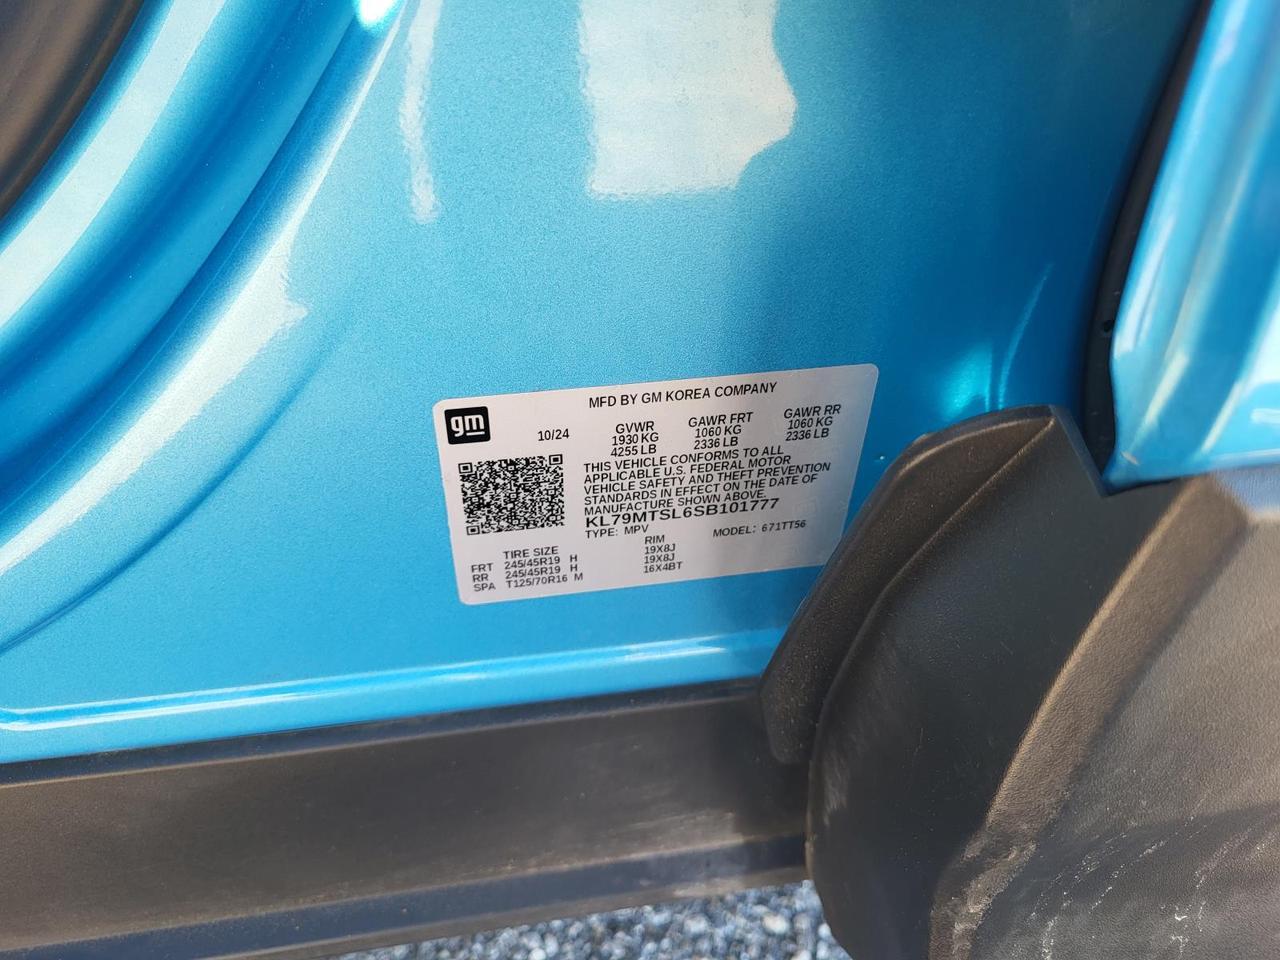 MFD BY GM KOREA COMPANY
gm
10/24
GVWR
1930 KG
4255 LB
GAWR FRT
1060 KG
2336 LB
GAWR RR
1060 KG
2336 LB
THIS VEHICLE CONFORMS TO ALL
APPLICABLE U.S. FEDERAL MOTOR
VEHICLE SAFETY AND THEFT PREVENTION
STANDARDS IN EFFECT ON THE DATE OF
MANUFACTURE SHOWN ABOVE.
KL79MTSL6SB101777
TYPE: MPV MODEL: 671TT56
TIRE SIZE RIM
FRT 245/45R19 H 19X8J
RR 245/45R19 H 19X8J
SPA T125/70R16 M 16X4BT